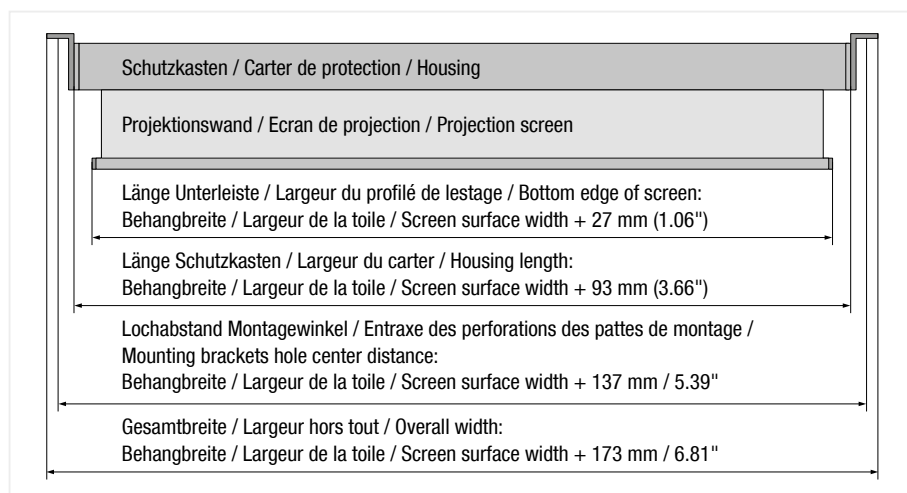 Schutzkasten / Carter de protection / Housing
Projektionswand / Ecran de projection / Projection screen
Länge Unterleiste / Largeur du profilé de lestage / Bottom edge of screen:
Behangbreite / Largeur de la toile / Screen surface width + 27 mm (1.06")
Länge Schutzkasten / Largeur du carter / Housing length:
Behangbreite / Largeur de la toile / Screen surface width + 93 mm (3.66")
Lochabstand Montagewinkel / Entraxe des perforations des pattes de montage /
Mounting brackets hole center distance:
Behangbreite / Largeur de la toile / Screen surface width + 137 mm / 5.39"
Gesamtbreite / Largeur hors tout / Overall width:
Behangbreite / Largeur de la toile / Screen surface width + 173 mm / 6.81"